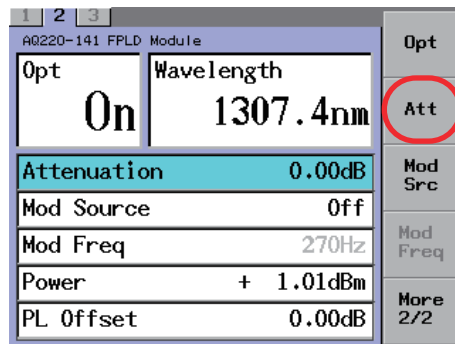 1 2 3
AQ220-141 FPLD Module
Opt
On
Wavelength
1307.4nm
Attenuation 0.00dB
Mod Source Off
Mod Freq 270Hz
Power + 1.01dBm
PL Offset 0.00dB
Opt
Att
Mod
Src
Mod
Freq
More
2/2